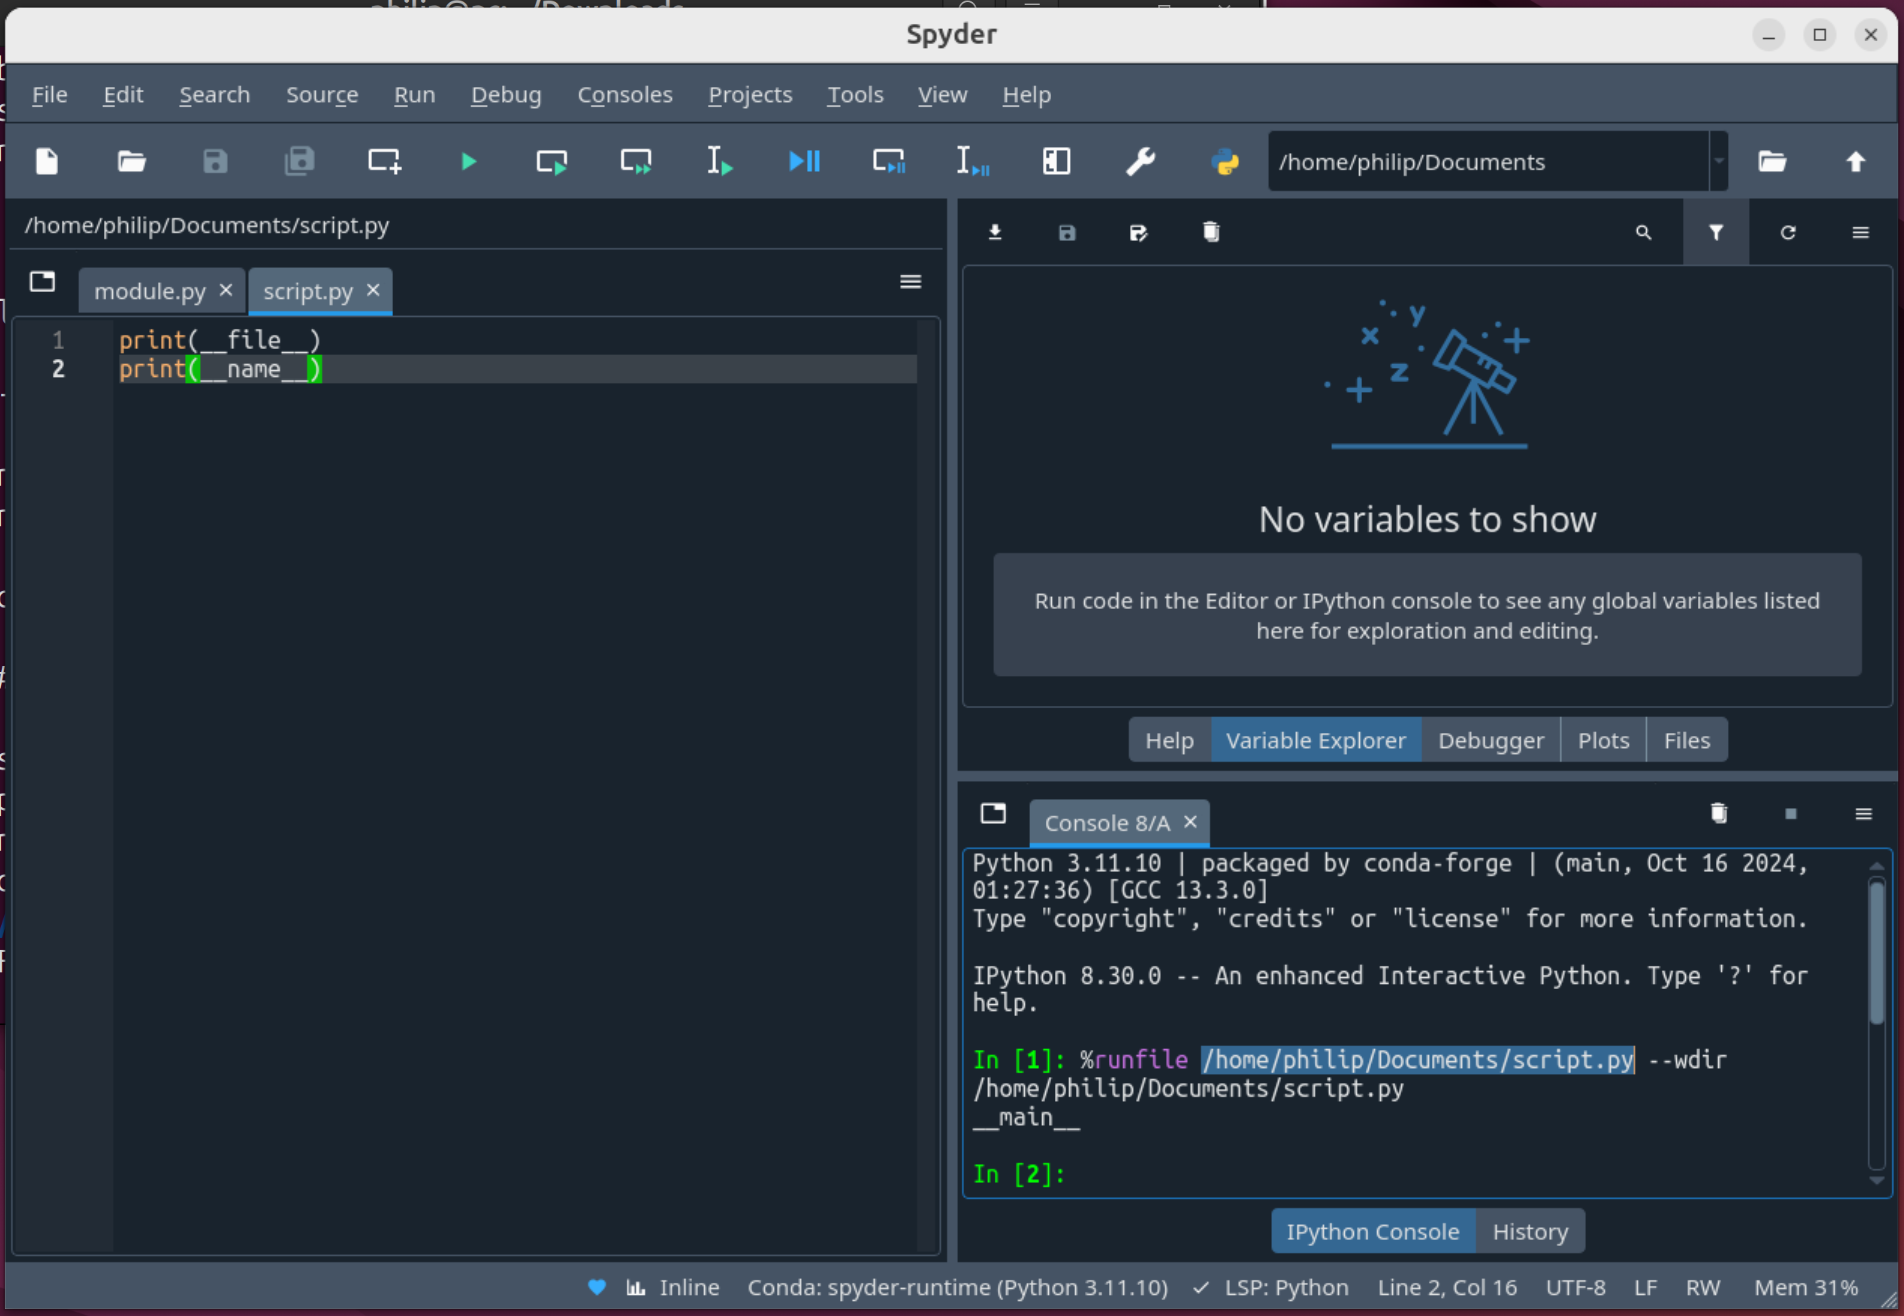 Spyder
File Edit Search Source Run Debug Consoles Projects Tools View Help
/home/philip/Documents
/home/philip/Documents/script.py
module.py script.py
1 print(__file__)
2 print(__name__)
x y z
No variables to show
Run code in the Editor or IPython console to see any global variables listed
here for exploration and editing.
Help Variable Explorer Debugger Plots Files
Console 8/A
Python 3.11.10 | packaged by conda-forge | (main, Oct 16 2024,
01:27:36) [GCC 13.3.0]
Type "copyright", "credits" or "license" for more information.
IPython 8.30.0 -- An enhanced Interactive Python. Type '?' for
help.
In [1]: %runfile /home/philip/Documents/script.py --wdir
/home/philip/Documents/script.py
__main__
In [2]:
IPython Console History
Inline Conda: spyder-runtime (Python 3.11.10) ✓ LSP: Python Line 2, Col 16 UTF-8 LF RW Mem 31%